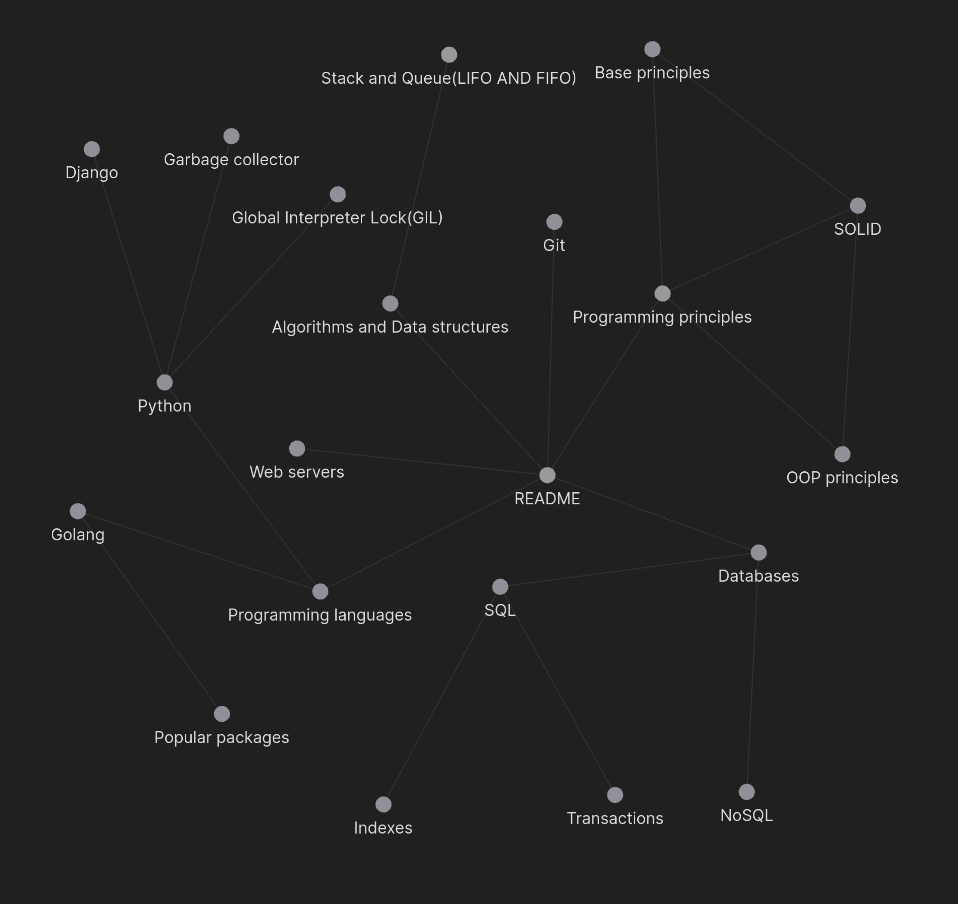 Base principles
Stack and Queue(LIFO AND FIFO)
Garbage collector
Django
Global Interpreter Lock(GIL)
SOLID
Git
Programming principles
Algorithms and Data structures
Python
Web servers
OOP principles
README
Golang
Databases
SQL
Programming languages
Popular packages
NoSQL
Transactions
Indexes